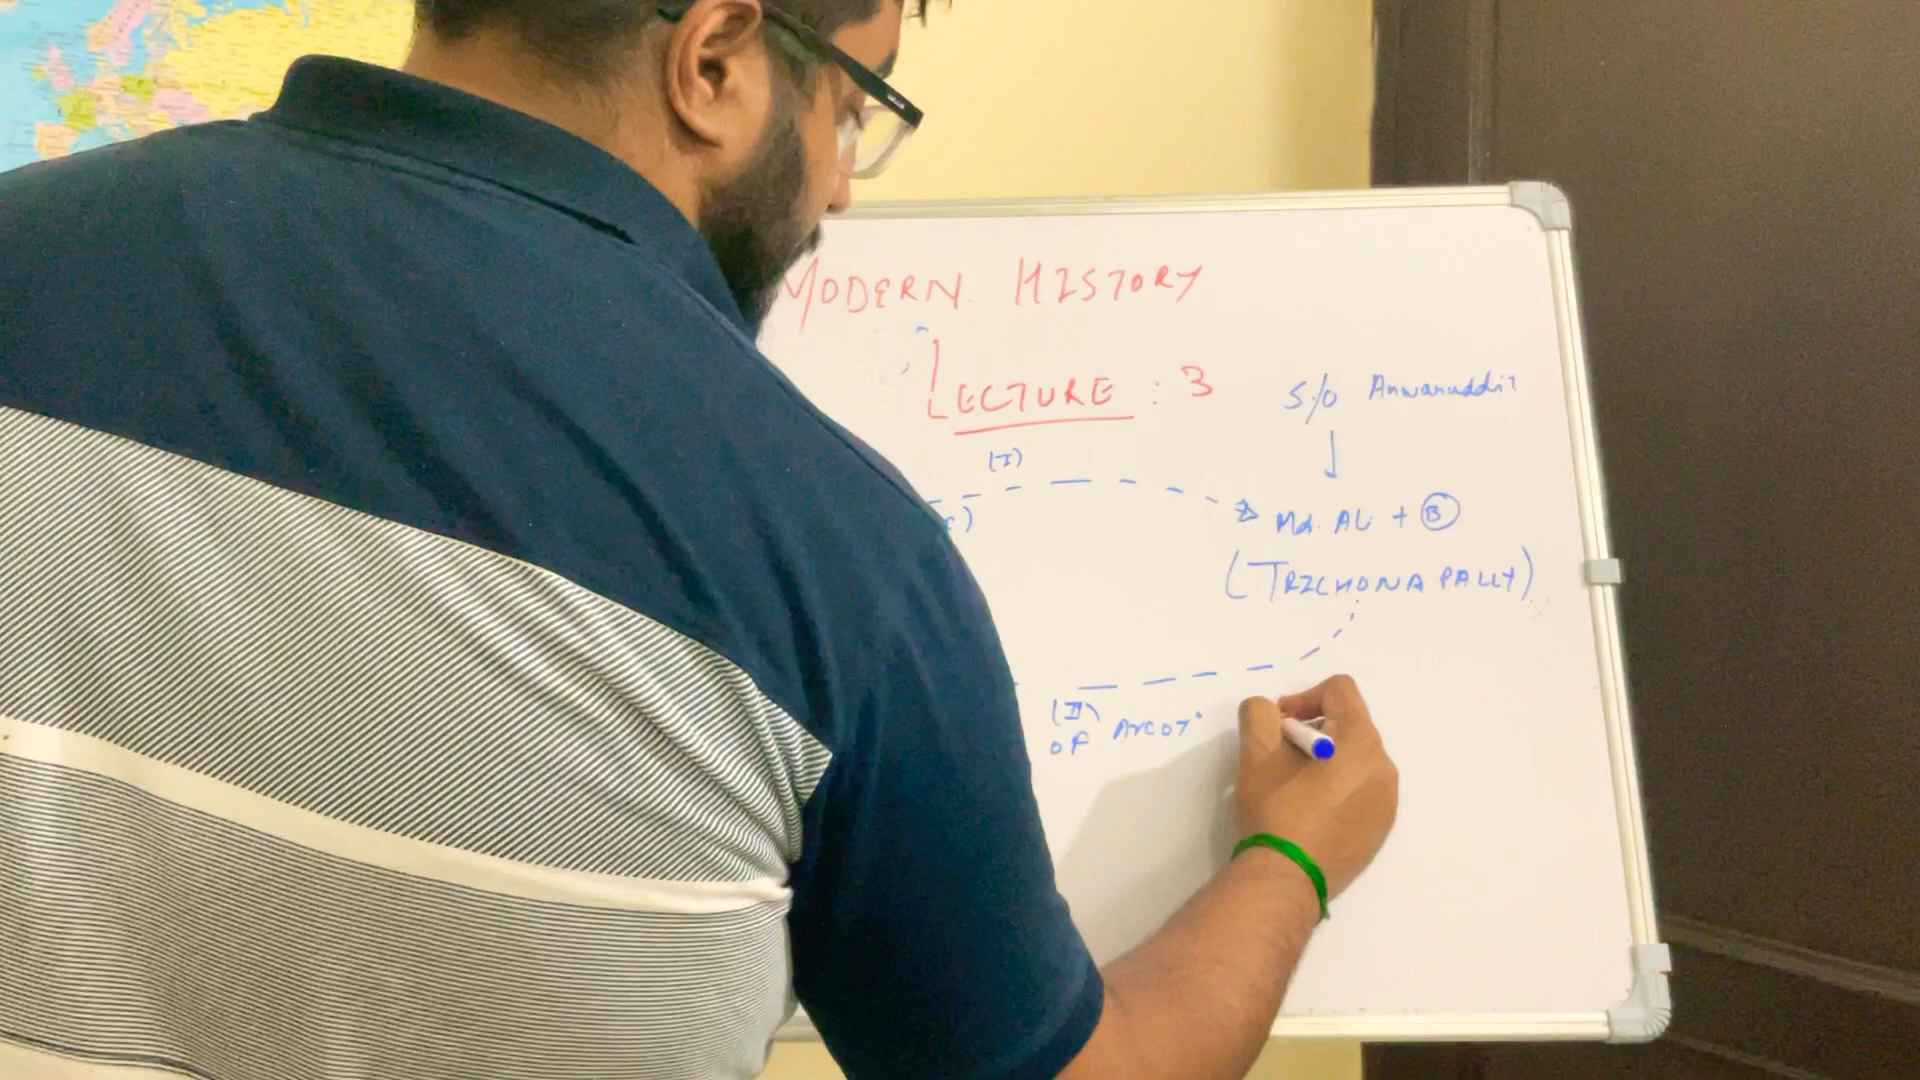 MODERN HISTORY
LECTURE : 3
S/O Anwaruddin
(I)
Md. Ali + B
(TRICHONAPALLY)
(II)
OF Arcot